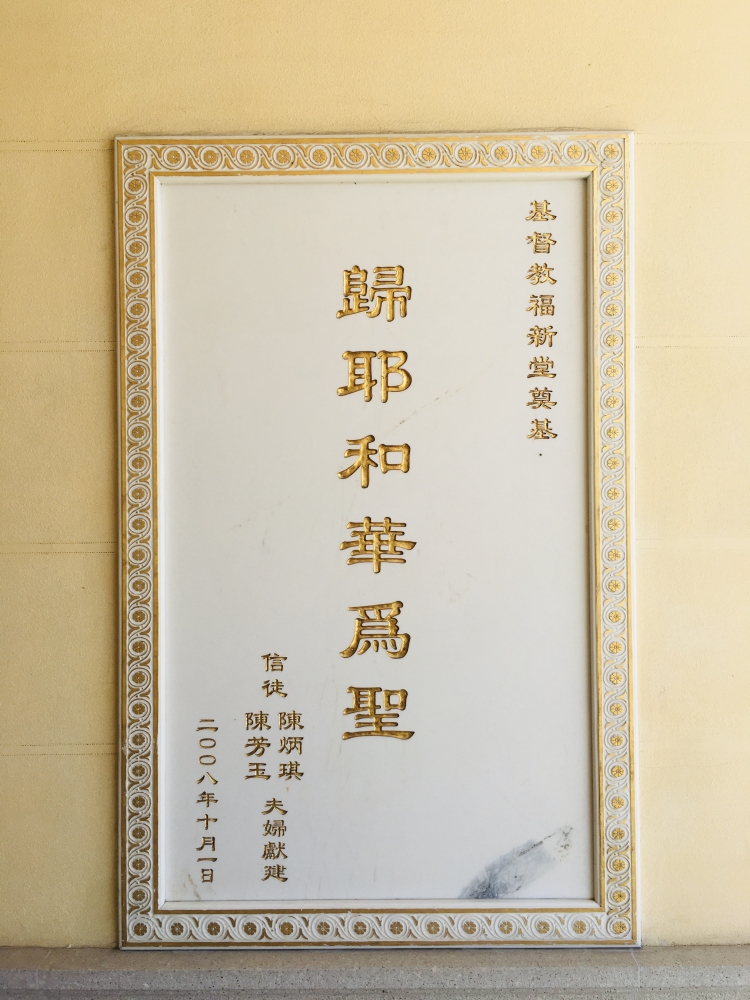 基督教福新堂奠基
歸耶和華爲聖
信徒
陳炳琪
陳芳玉
夫婦獻建
二〇〇八年十月一日